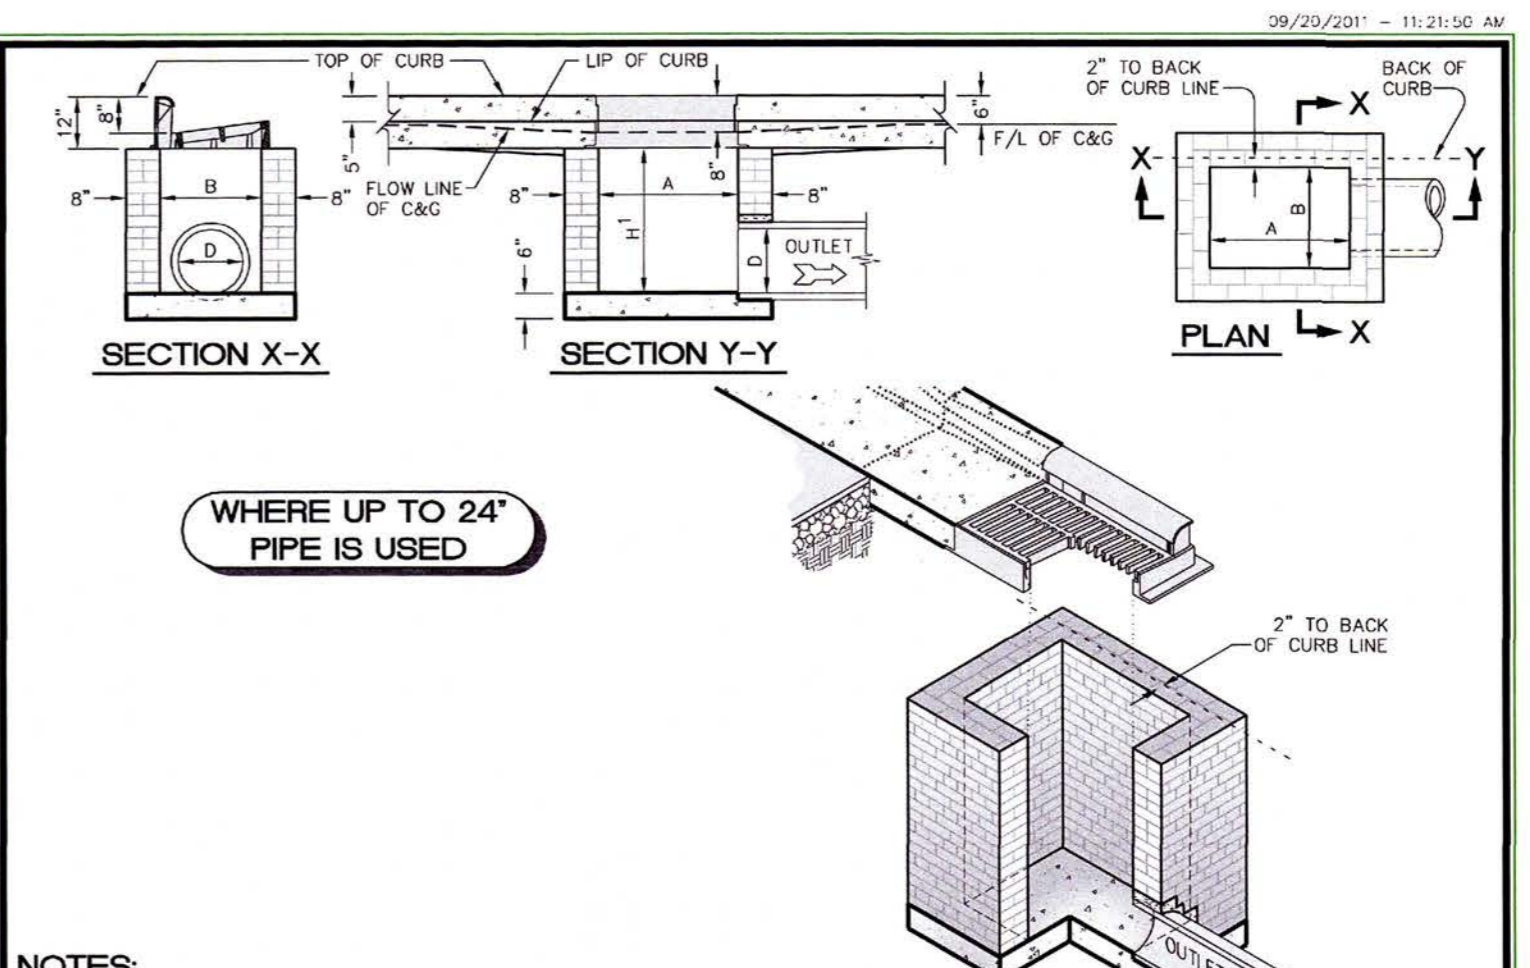 09/20/2011 - 11:21:50 AM
TOP OF CURB
LIP OF CURB
2" TO BACK
OF CURB LINE
BACK OF
CURB
X
12"
8"
5"
6"
F/L OF C&G
FLOW LINE
OF C&G
8"
B
8"
D
8"
A
8"
8"
H1
6"
D
OUTLET
X
Y
A
B
X
SECTION X-X
SECTION Y-Y
PLAN
WHERE UP TO 24"
PIPE IS USED
2" TO BACK
OF CURB LINE
OUTLET
NOTES: